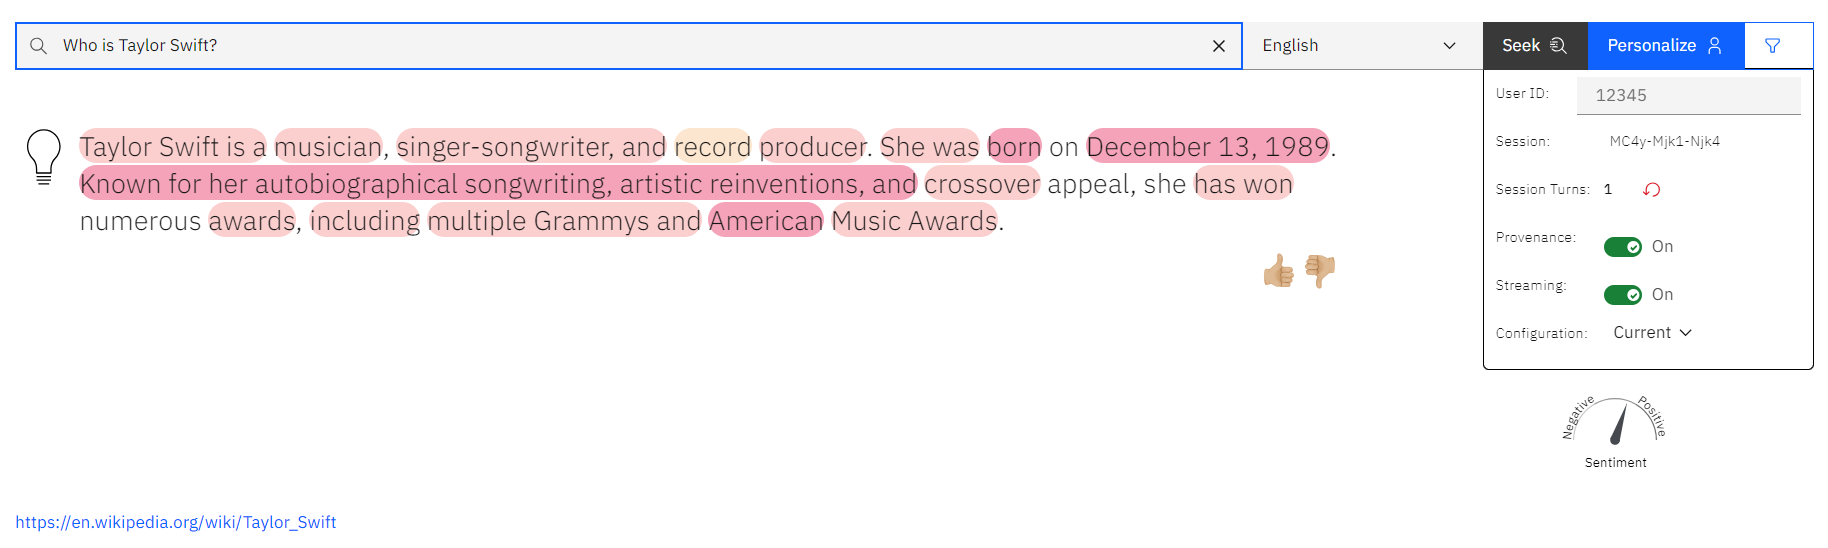 Who is Taylor Swift?
English
Seek
Personalize
User ID: 12345
Session: MC4y-Mjk1-Njk4
Session Turns: 1
Provenance: On
Streaming: On
Configuration: Current
Taylor Swift is a musician, singer-songwriter, and record producer. She was born on December 13, 1989.
Known for her autobiographical songwriting, artistic reinventions, and crossover appeal, she has won
numerous awards, including multiple Grammys and American Music Awards.
Negative Positive
Sentiment
https://en.wikipedia.org/wiki/Taylor_Swift